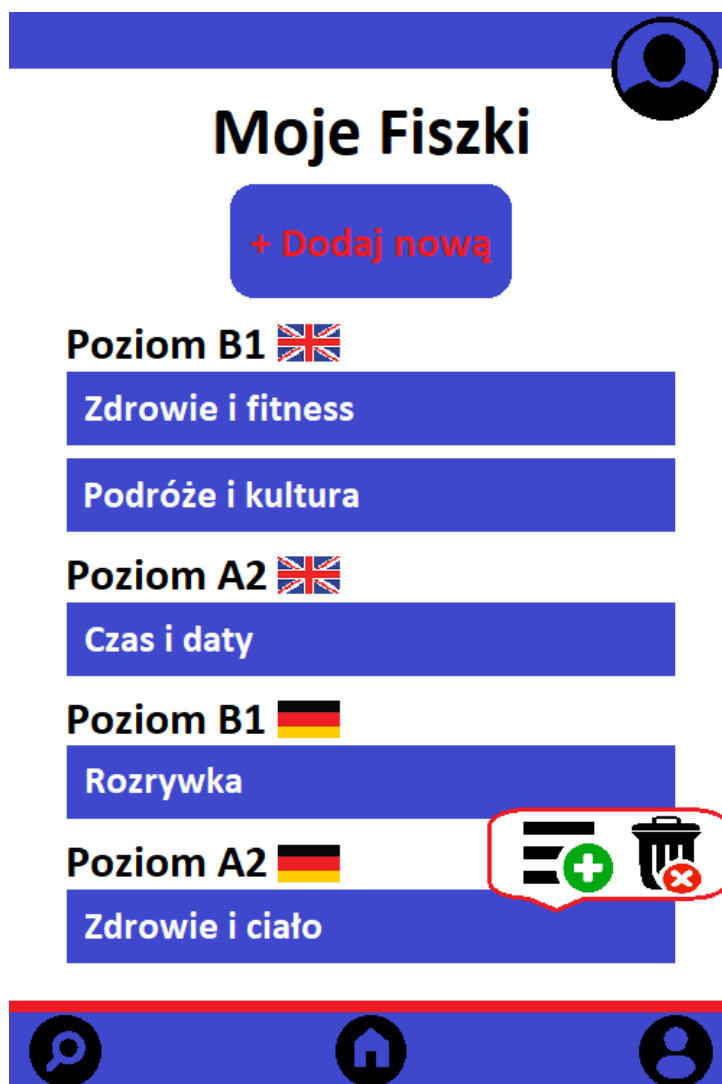 Moje Fiszki
+ Dodaj nową
Poziom B1
Zdrowie i fitness
Podróże i kultura
Poziom A2
Czas i daty
Poziom B1
Rozrywka
Poziom A2
Zdrowie i ciało